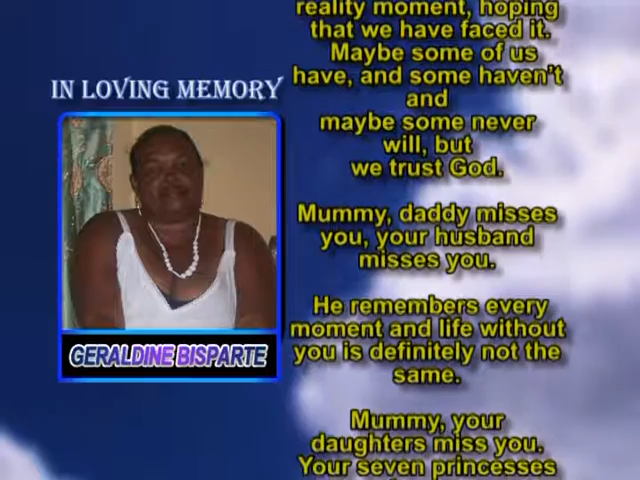 IN LOVING MEMORY
GERALDINE BISPARTE
reality moment, hoping
that we have faced it.
Maybe some of us
have, and some haven't
and
maybe some never
will, but
we trust God.
Mummy, daddy misses
you, your husband
misses you.
He remembers every
moment and life without
you is definitely not the
same.
Mummy, your
daughters miss you.
Your seven princesses